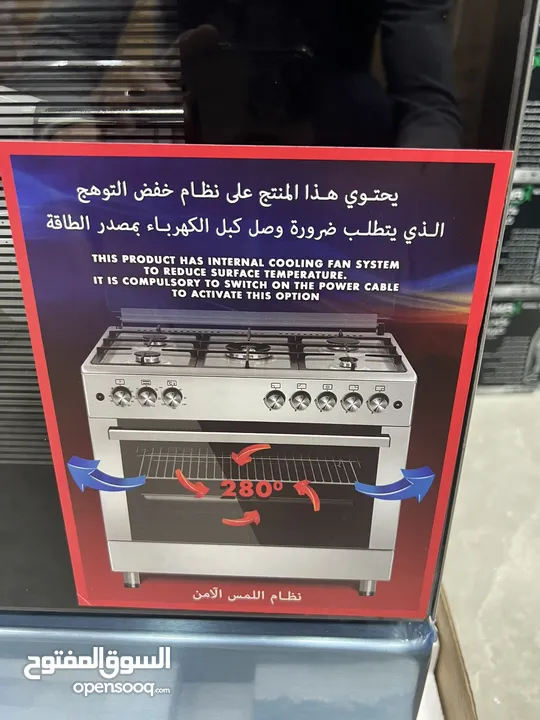 يحتوي هذا المنتج على نظام خفض التوهج
الذي يتطلب ضرورة وصل كبل الكهرباء بمصدر الطاقة
THIS PRODUCT HAS INTERNAL COOLING FAN SYSTEM
TO REDUCE SURFACE TEMPERATURE.
IT IS COMPULSORY TO SWITCH ON THE POWER CABLE
TO ACTIVATE THIS OPTION
280°
نظام اللمس الآمن
السوق المفتوح
opensooq.com